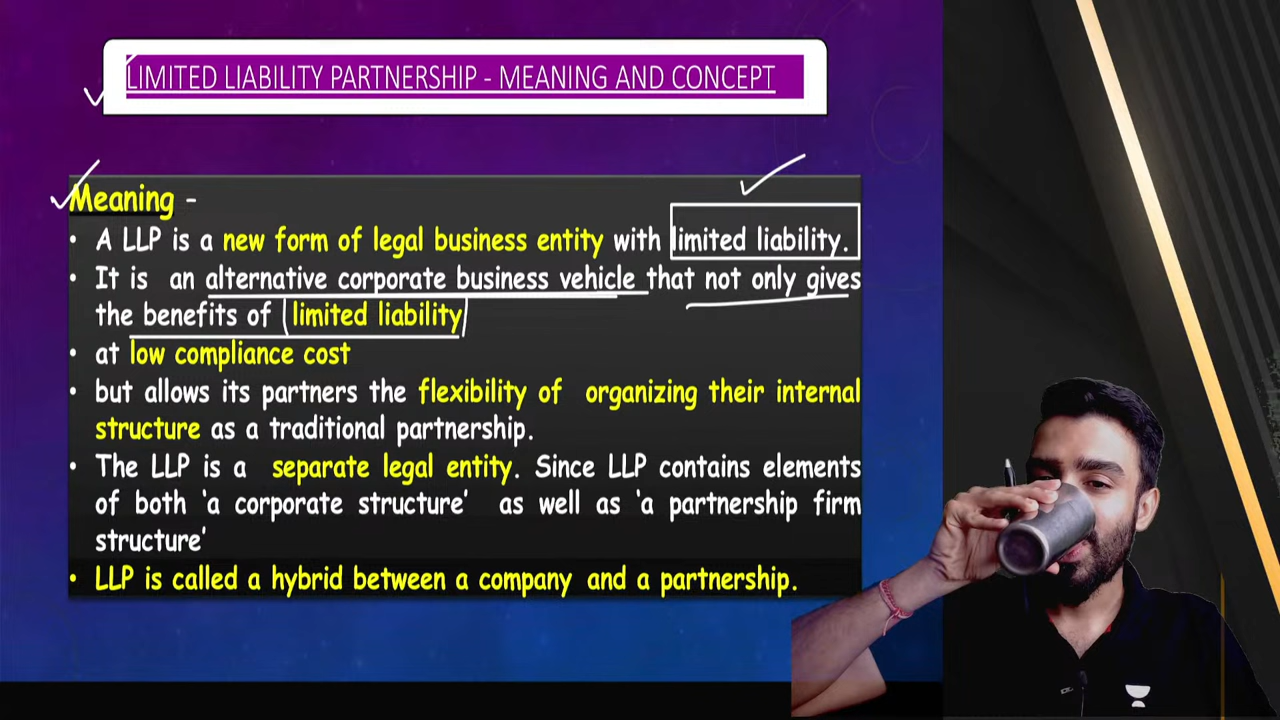 LIMITED LIABILITY PARTNERSHIP - MEANING AND CONCEPT
Meaning -
• A LLP is a new form of legal business entity with limited liability.
• It is an alternative corporate business vehicle that not only gives
the benefits of limited liability
• at low compliance cost
• but allows its partners the flexibility of organizing their internal
structure as a traditional partnership.
• The LLP is a separate legal entity. Since LLP contains elements
of both ‘a corporate structure’ as well as ‘a partnership firm
structure’
• LLP is called a hybrid between a company and a partnership.